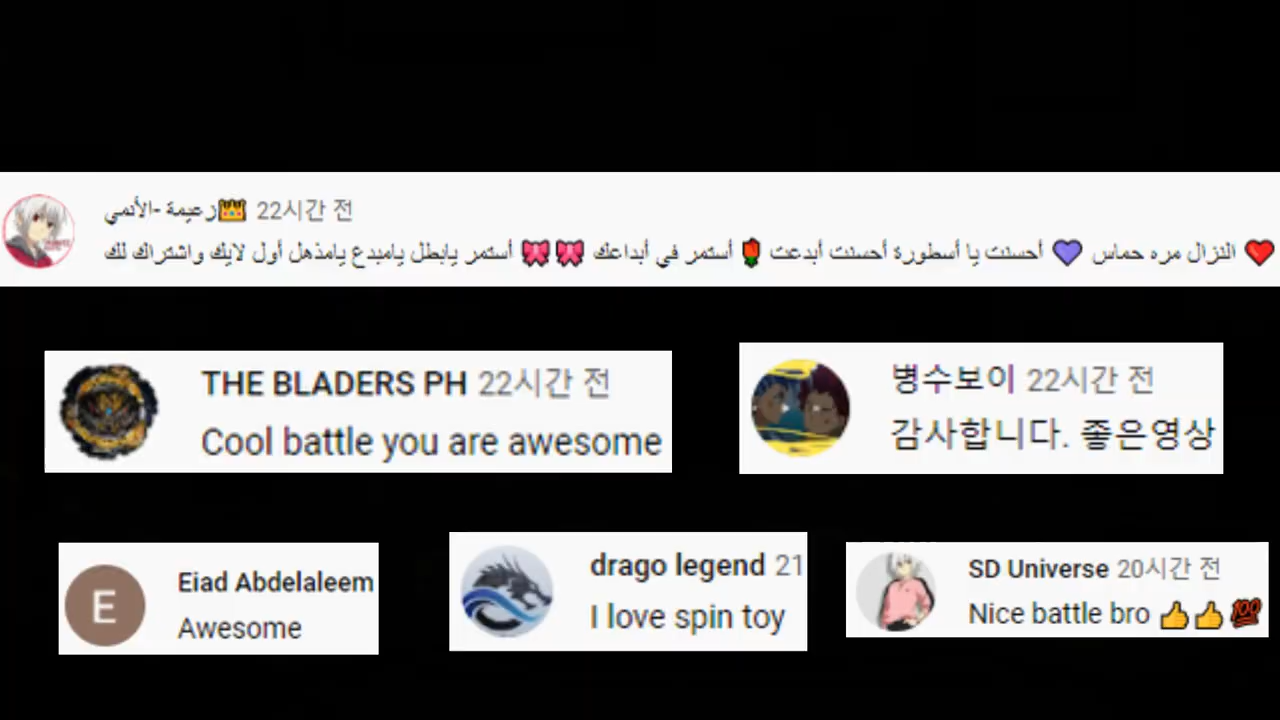 زعيمة -الأنمي👑 22시간 전
❤️ النزال مره حماس 💜 أحسنت يا أسطورة أحسنت أبدعت 🌹 أستمر في أبداعك 🎀🎀 أستمر يابطل يامبدع يامذهل أول لايك واشتراك لك
THE BLADERS PH 22시간 전
Cool battle you are awesome
병수보이 22시간 전
감사합니다. 좋은영상
Eiad Abdelaleem
Awesome
drago legend 21
I love spin toy
SD Universe 20시간 전
Nice battle bro 👍👍💯